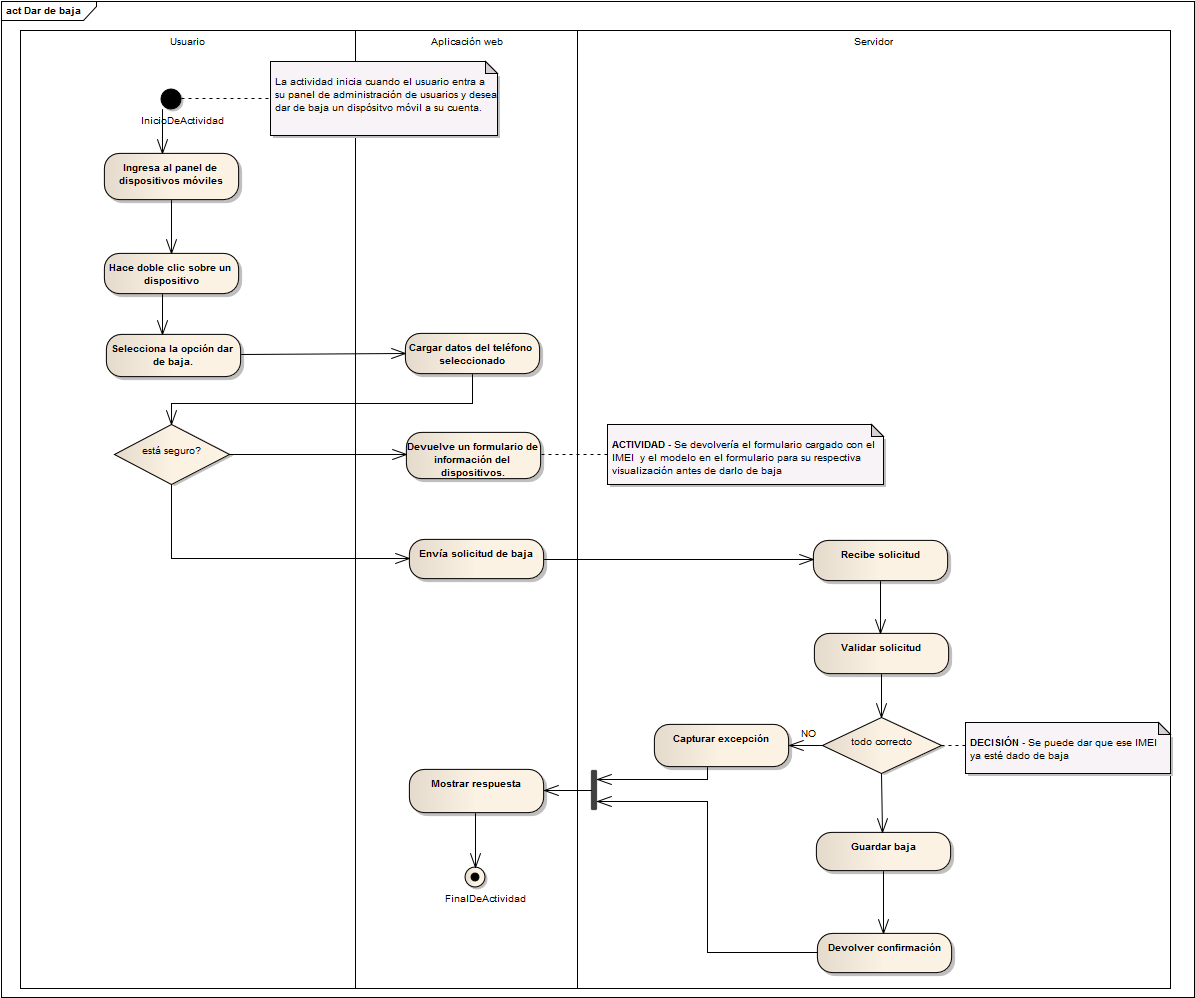 act Dar de baja
Usuario
Aplicación web
Servidor
La actividad inicia cuando el usuario entra a
su panel de administración de usuarios y desea
dar de baja un dispósitvo móvil a su cuenta.
InicioDeActividad
Ingresa al panel de
dispositivos móviles
Hace doble clic sobre un
dispositivo
Selecciona la opción dar
de baja.
Cargar datos del teléfono
seleccionado
está seguro?
Devuelve un formulario de
información del
dispositivos.
ACTIVIDAD - Se devolvería el formulario cargado con el
IMEI y el modelo en el formulario para su respectiva
visualización antes de darlo de baja
Envía solicitud de baja
Recibe solicitud
Validar solicitud
todo correcto
NO
Capturar excepción
DECISIÓN - Se puede dar que ese IMEI
ya esté dado de baja
Mostrar respuesta
Guardar baja
FinalDeActividad
Devolver confirmación